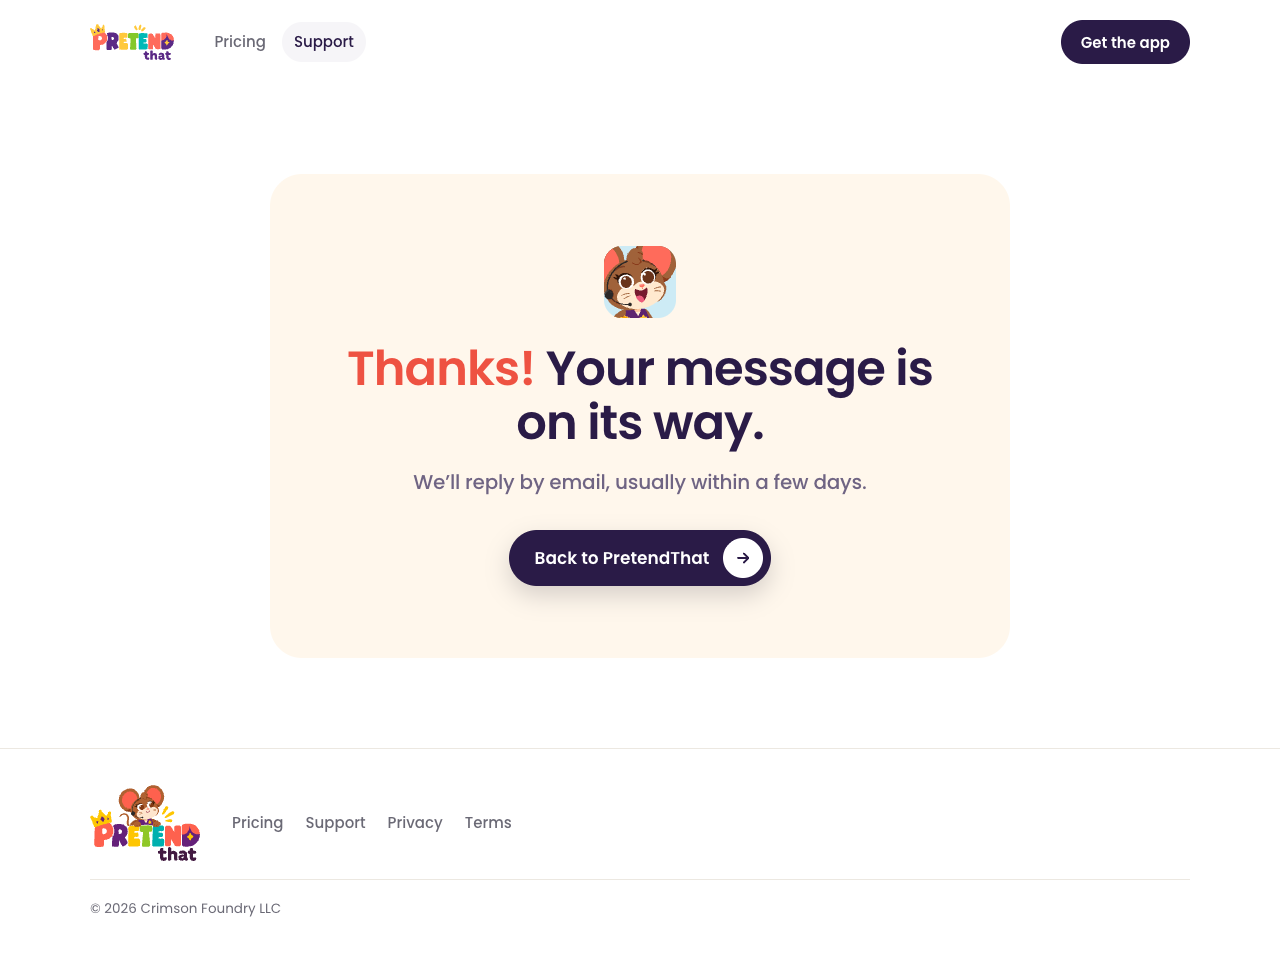 PRETEND
that
Pricing
Support
Get the app
Thanks! Your message is
on its way.
We’ll reply by email, usually within a few days.
Back to PretendThat
PRETEND
that
Pricing
Support
Privacy
Terms
© 2026 Crimson Foundry LLC